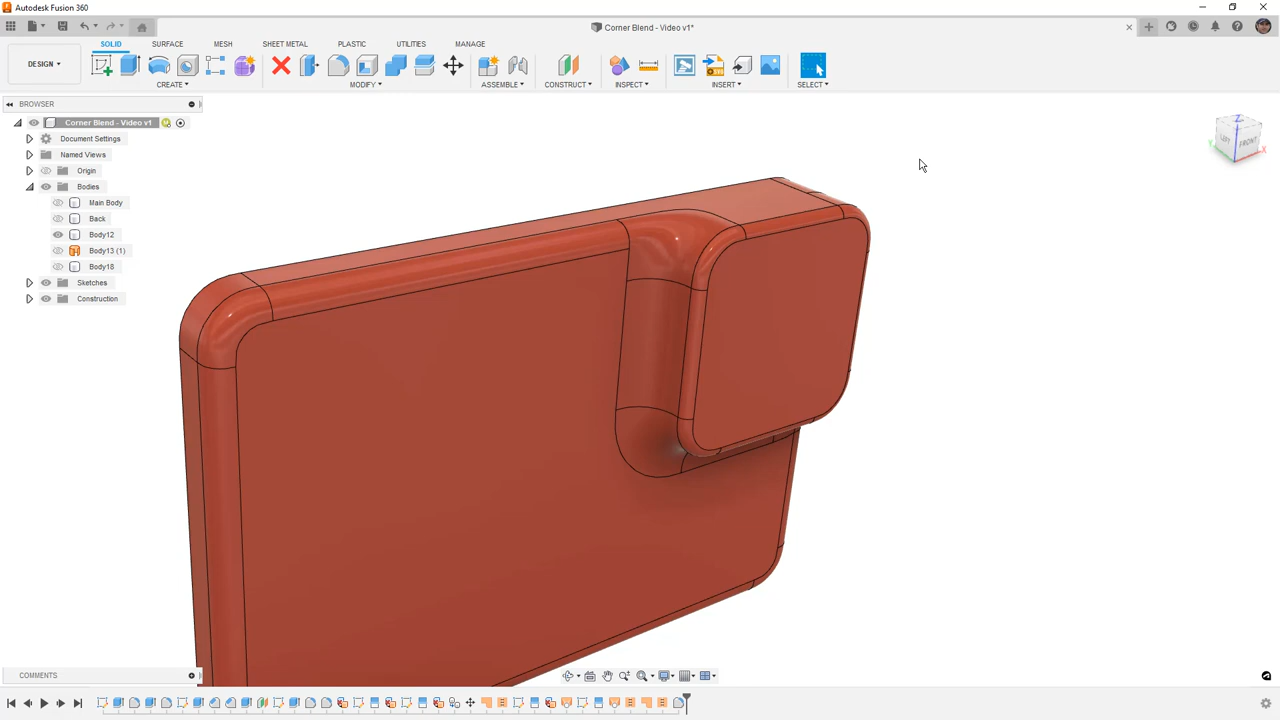 Autodesk Fusion 360
Corner Blend - Video v1*
SOLID SURFACE MESH SHEET METAL PLASTIC UTILITIES MANAGE
DESIGN
CREATE MODIFY ASSEMBLE CONSTRUCT INSPECT INSERT SELECT
BROWSER
Corner Blend - Video v1
Document Settings
Named Views
Origin
Bodies
Main Body
Back
Body12
Body13 (1)
Body18
Sketches
Construction
Z
LEFT FRONT
Y X
COMMENTS